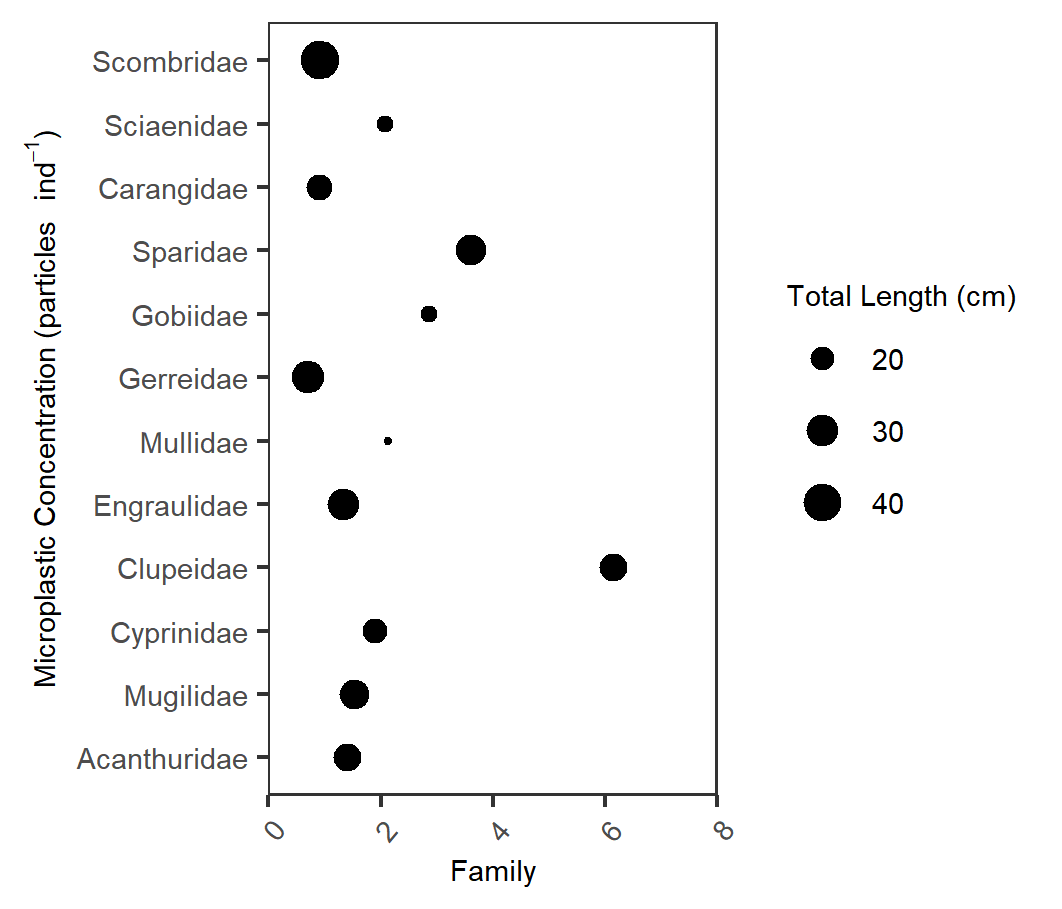 Microplastic Concentration (particles ind⁻¹)
Scombridae
Sciaenidae
Carangidae
Sparidae
Gobiidae
Gerreidae
Mullidae
Engraulidae
Clupeidae
Cyprinidae
Mugilidae
Acanthuridae
0 2 4 6 8
Family
Total Length (cm)
20
30
40